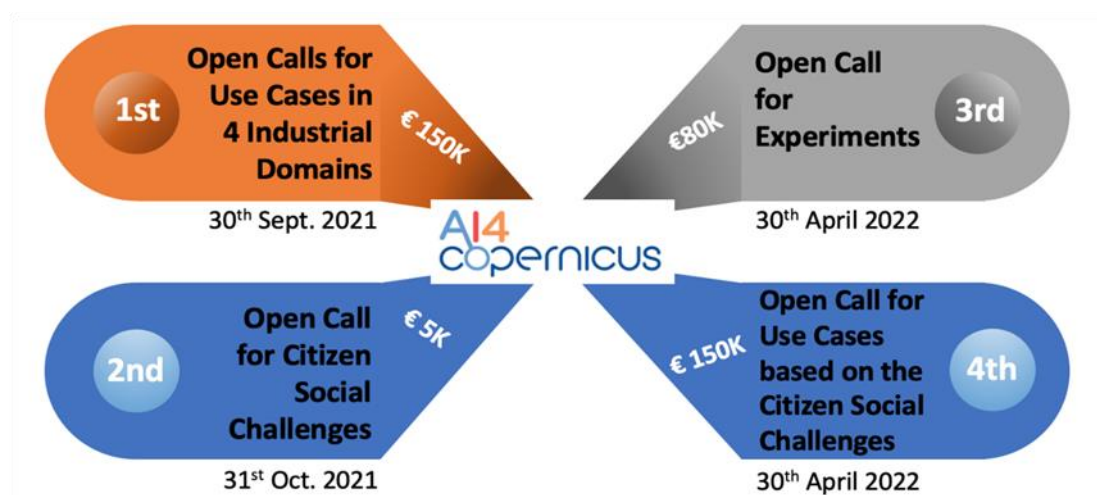 1st
Open Calls for
Use Cases in
4 Industrial
Domains
€ 150K
30th Sept. 2021
Open Call
for
Experiments
3rd
€80K
30th April 2022
AI4
copernicus
2nd
Open Call
for Citizen
Social
Challenges
€ 5K
31st Oct. 2021
Open Call for
Use Cases
based on the
Citizen Social
Challenges
4th
€ 150K
30th April 2022